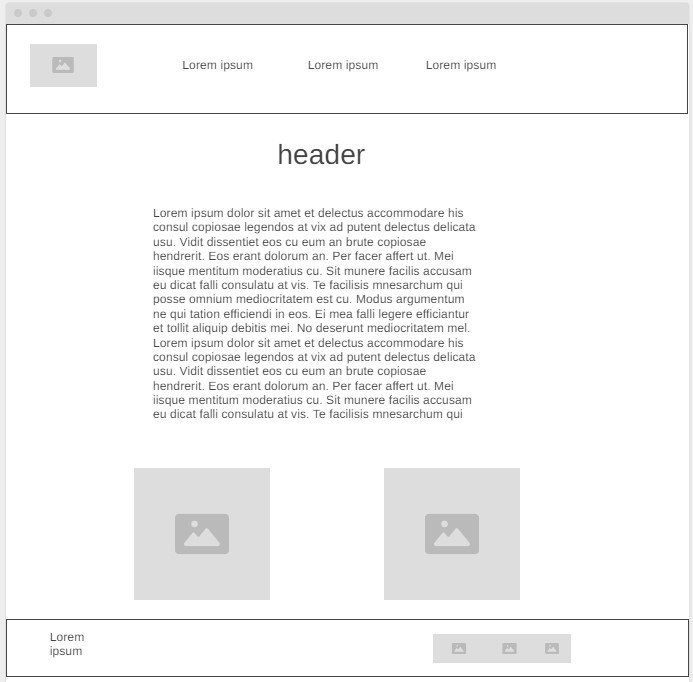 Lorem ipsum
Lorem ipsum
Lorem ipsum
header
Lorem ipsum dolor sit amet et delectus accommodare his
consul copiosae legendos at vix ad putent delectus delicata
usu. Vidit dissentiet eos cu eum an brute copiosae
hendrerit. Eos erant dolorum an. Per facer affert ut. Mei
iisque mentitum moderatius cu. Sit munere facilis accusam
eu dicat falli consulatu at vis. Te facilisis mnesarchum qui
posse omnium mediocritatem est cu. Modus argumentum
ne qui tation efficiendi in eos. Ei mea falli legere efficiantur
et tollit aliquip debitis mei. No deserunt mediocritatem mel.
Lorem ipsum dolor sit amet et delectus accommodare his
consul copiosae legendos at vix ad putent delectus delicata
usu. Vidit dissentiet eos cu eum an brute copiosae
hendrerit. Eos erant dolorum an. Per facer affert ut. Mei
iisque mentitum moderatius cu. Sit munere facilis accusam
eu dicat falli consulatu at vis. Te facilisis mnesarchum qui
Lorem
ipsum